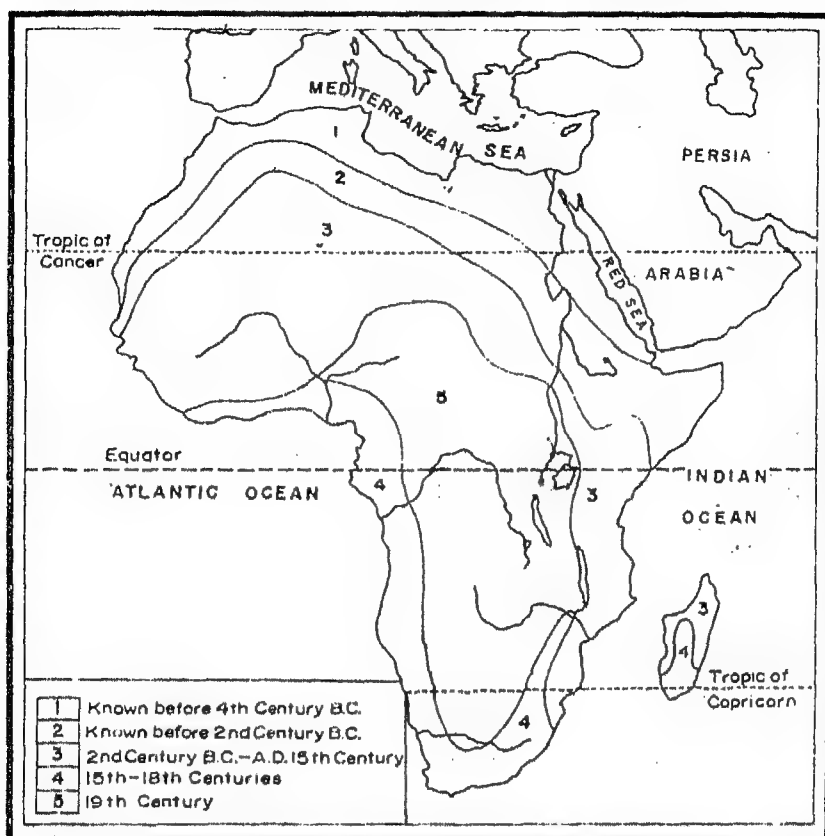 MEDITERRANEAN SEA
1
PERSIA
2
3
Tropic of
Cancer
RED SEA
ARABIA
5
Equator
4
3
INDIAN
OCEAN
ATLANTIC OCEAN
3
4
Tropic of
Capricorn
4
1 Known before 4th Century B.C.
2 Known before 2nd Century B.C.
3 2nd Century B.C.-A.D. 15th Century
4 15th-18th Centuries
5 19th Century